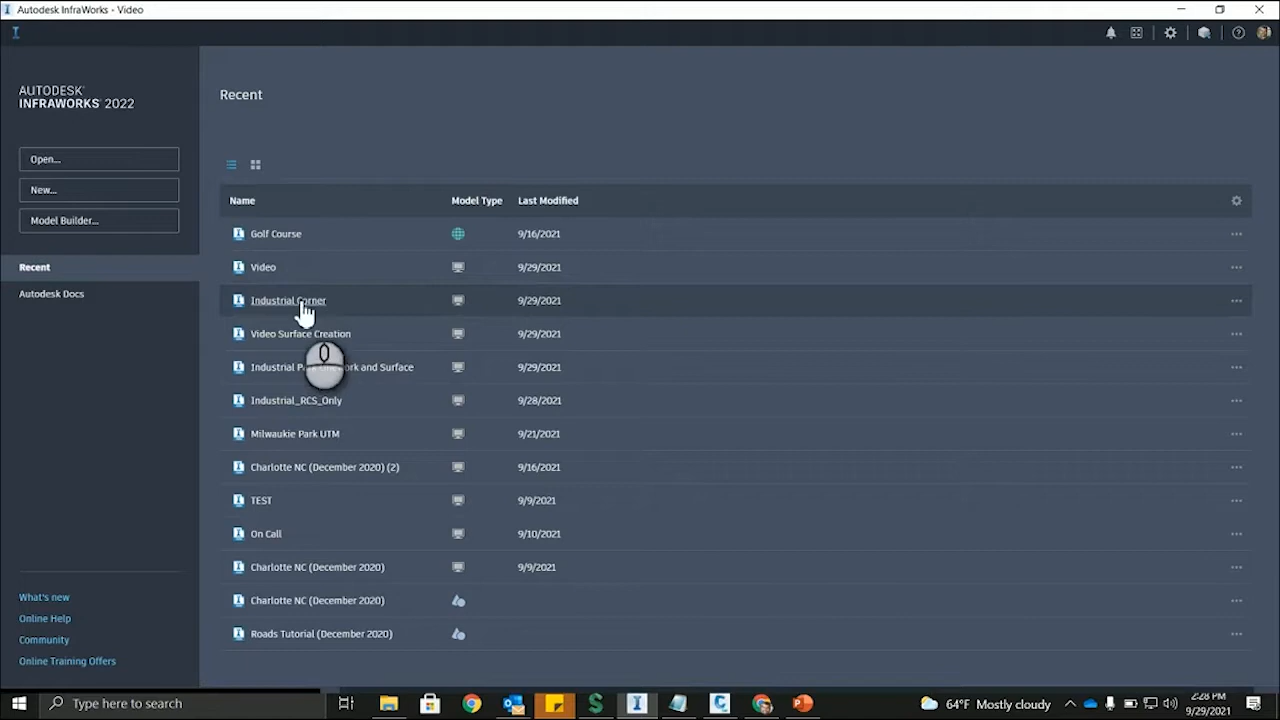 Autodesk InfraWorks - Video
AUTODESK
INFRAWORKS 2022
Open...
New...
Model Builder...
Recent
Autodesk Docs
What's new
Online Help
Community
Online Training Offers
Recent
Name Model Type Last Modified
Golf Course 9/16/2021
Video 9/29/2021
Industrial Corner 9/29/2021
Video Surface Creation 9/29/2021
Industrial and Surface 9/29/2021
Industrial_RCS_Only 9/28/2021
Milwaukie Park UTM 9/21/2021
Charlotte NC (December 2020) (2) 9/16/2021
TEST 9/9/2021
On Call 9/10/2021
Charlotte NC (December 2020) 9/9/2021
Charlotte NC (December 2020)
Roads Tutorial (December 2020)
Type here to search
64°F Mostly cloudy
2:28 PM
9/29/2021